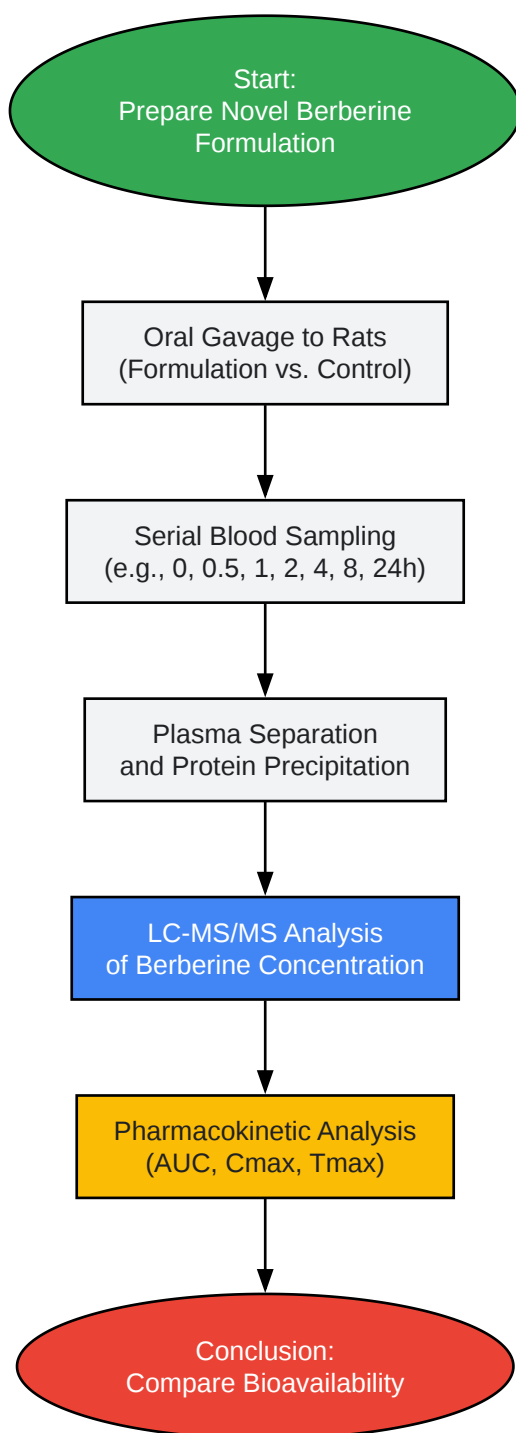 Start:
Prepare Novel Berberine
Formulation
Oral Gavage to Rats
(Formulation vs. Control)
Serial Blood Sampling
(e.g., 0, 0.5, 1, 2, 4, 8, 24h)
Plasma Separation
and Protein Precipitation
LC-MS/MS Analysis
of Berberine Concentration
Pharmacokinetic Analysis
(AUC, Cmax, Tmax)
Conclusion:
Compare Bioavailability